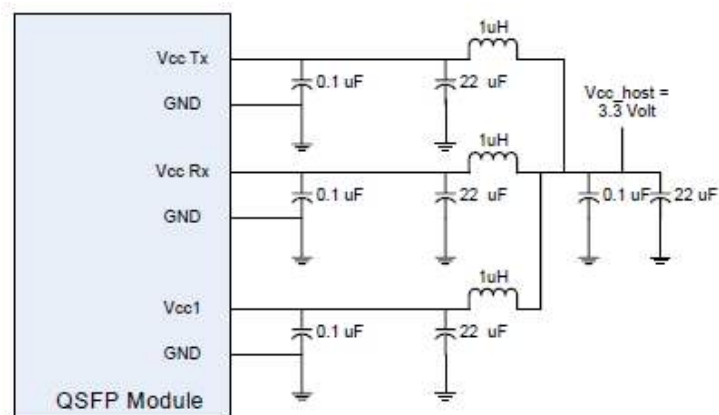 1uH
Vcc Tx
0.1 uF
22 uF
GND
Vcc_host =
3.3 Volt
1uH
Vcc Rx
0.1 uF
22 uF
0.1 uF
22 uF
GND
1uH
Vcc1
0.1 uF
22 uF
GND
QSFP Module